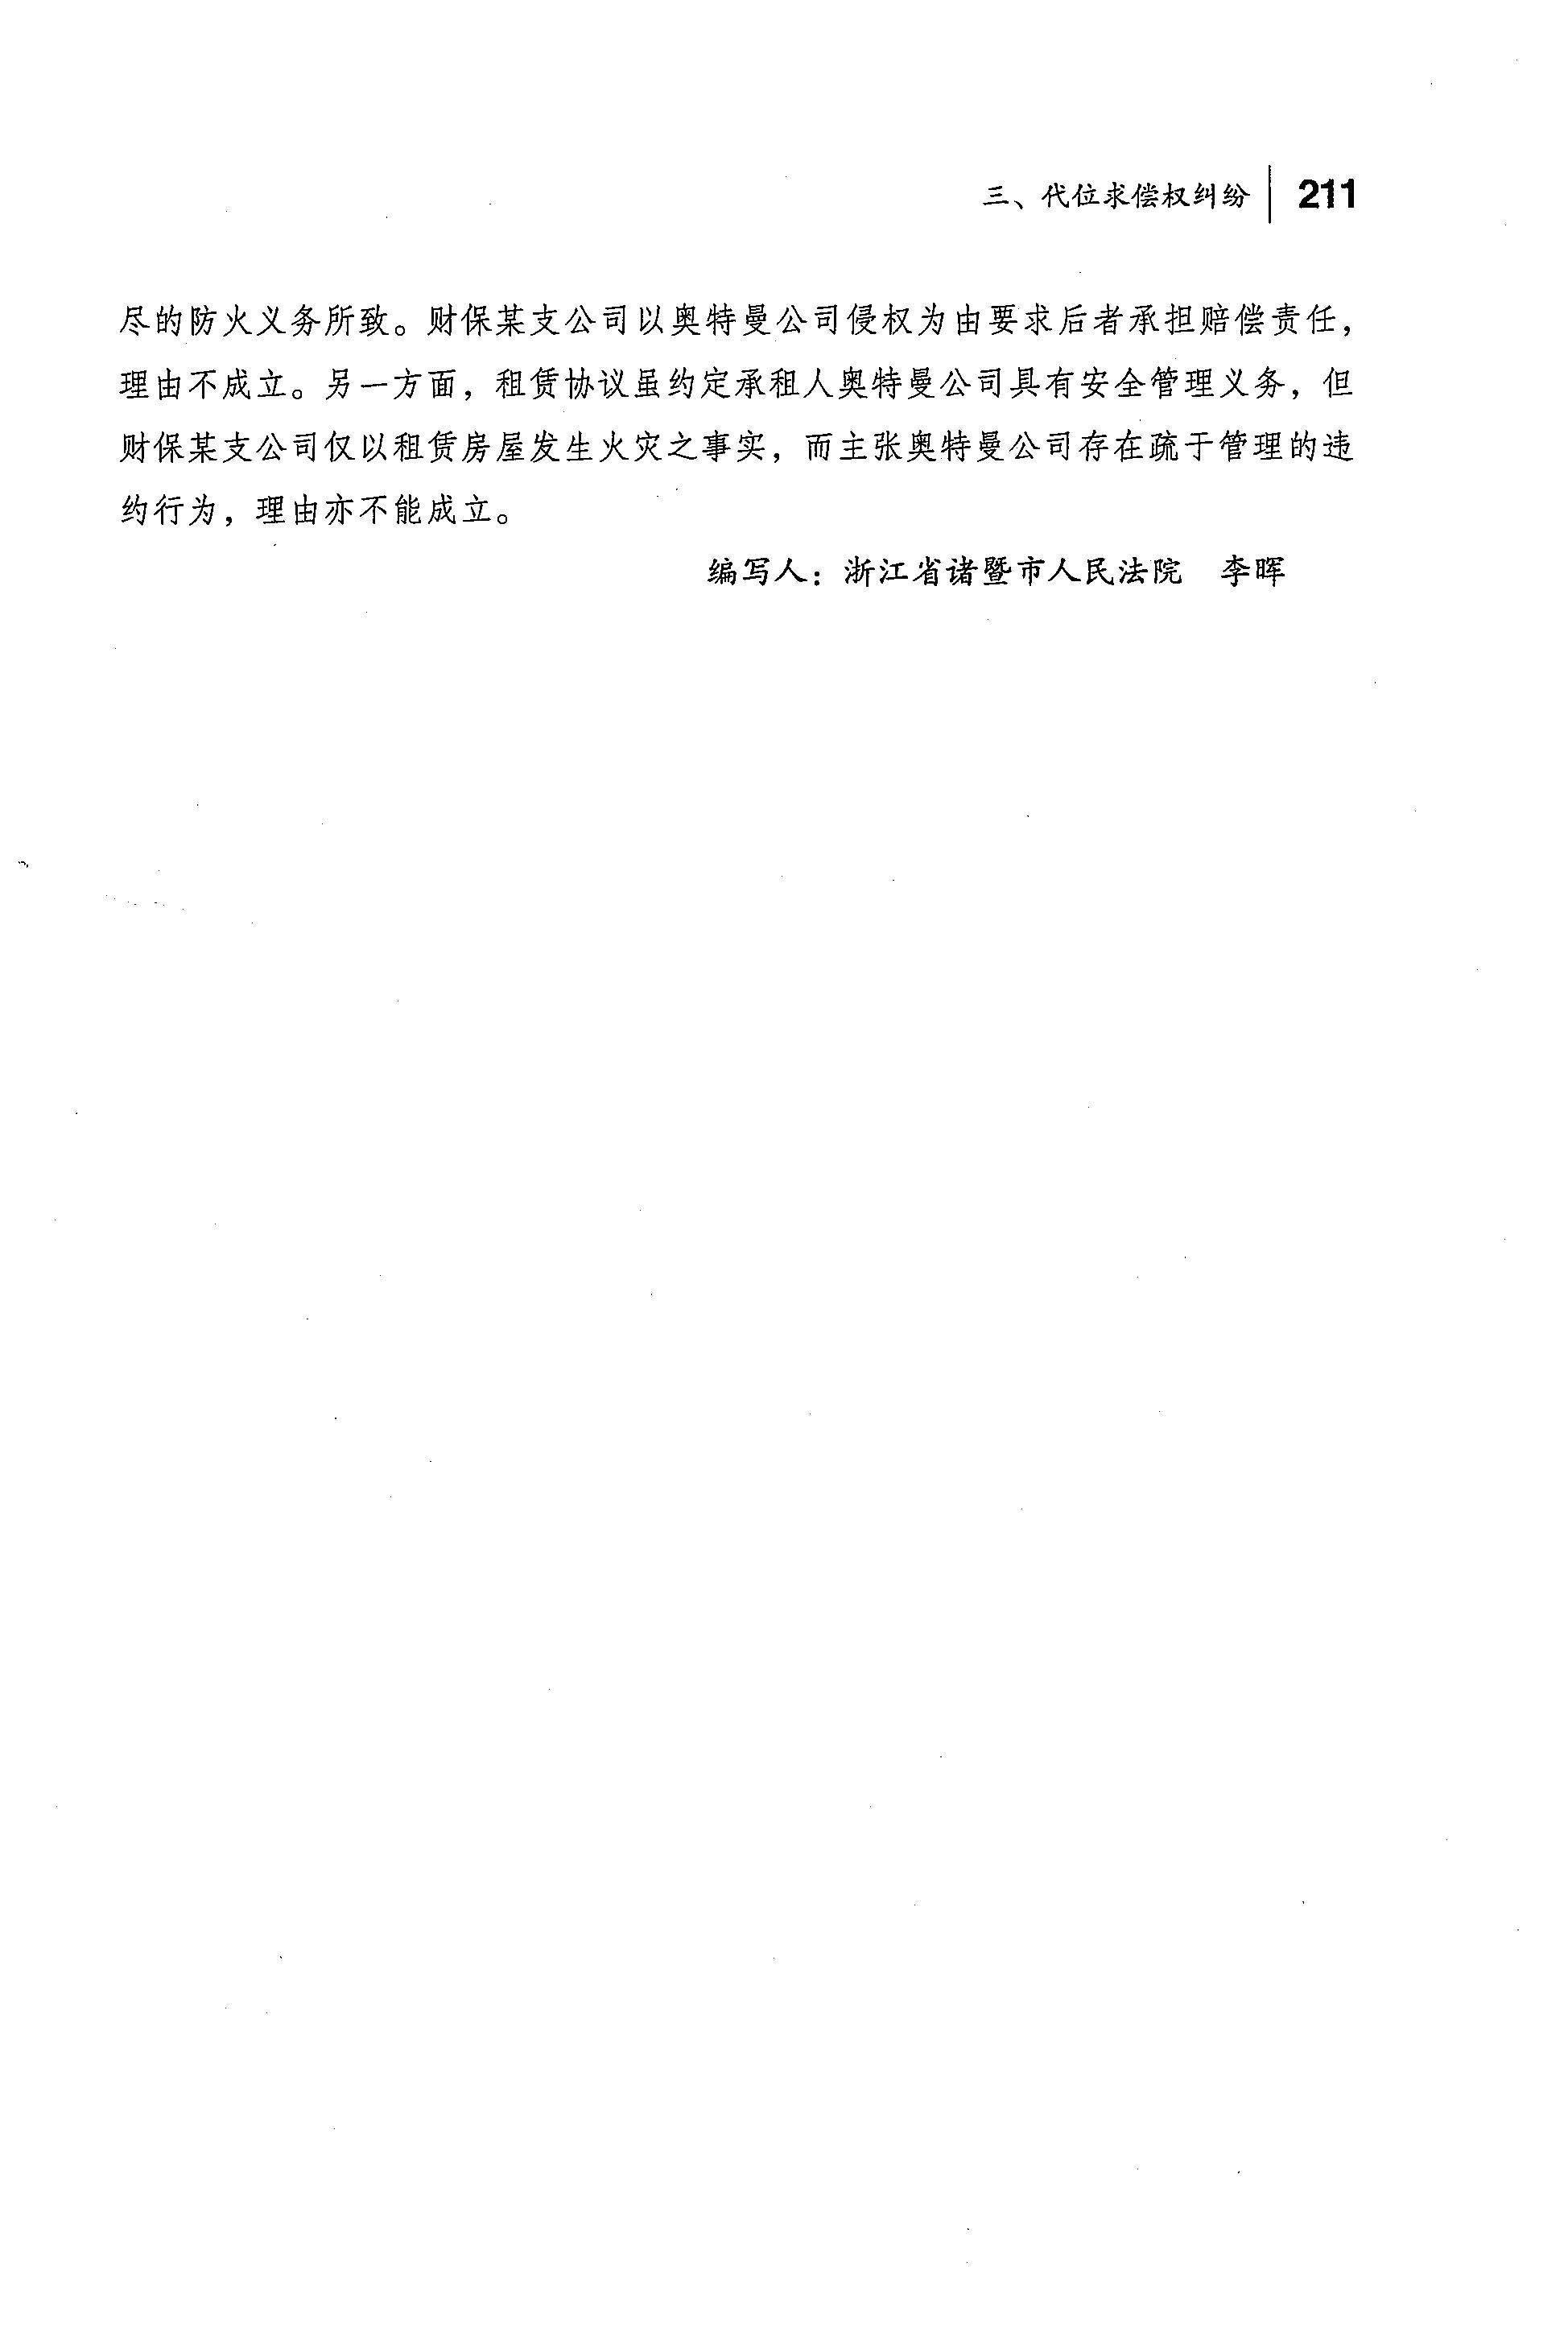 三、代位求偿权纠纷 211
尽的防火义务所致。财保某支公司以奥特曼公司侵权为由要求后者承担赔偿责任，
理由不成立。另一方面，租赁协议虽约定承租人奥特曼公司具有安全管理义务，但
财保某支公司仅以租赁房屋发生火灾之事实，而主张奥特曼公司存在疏于管理的违
约行为，理由亦不能成立。
编写人：浙江省诸暨市人民法院　李晖